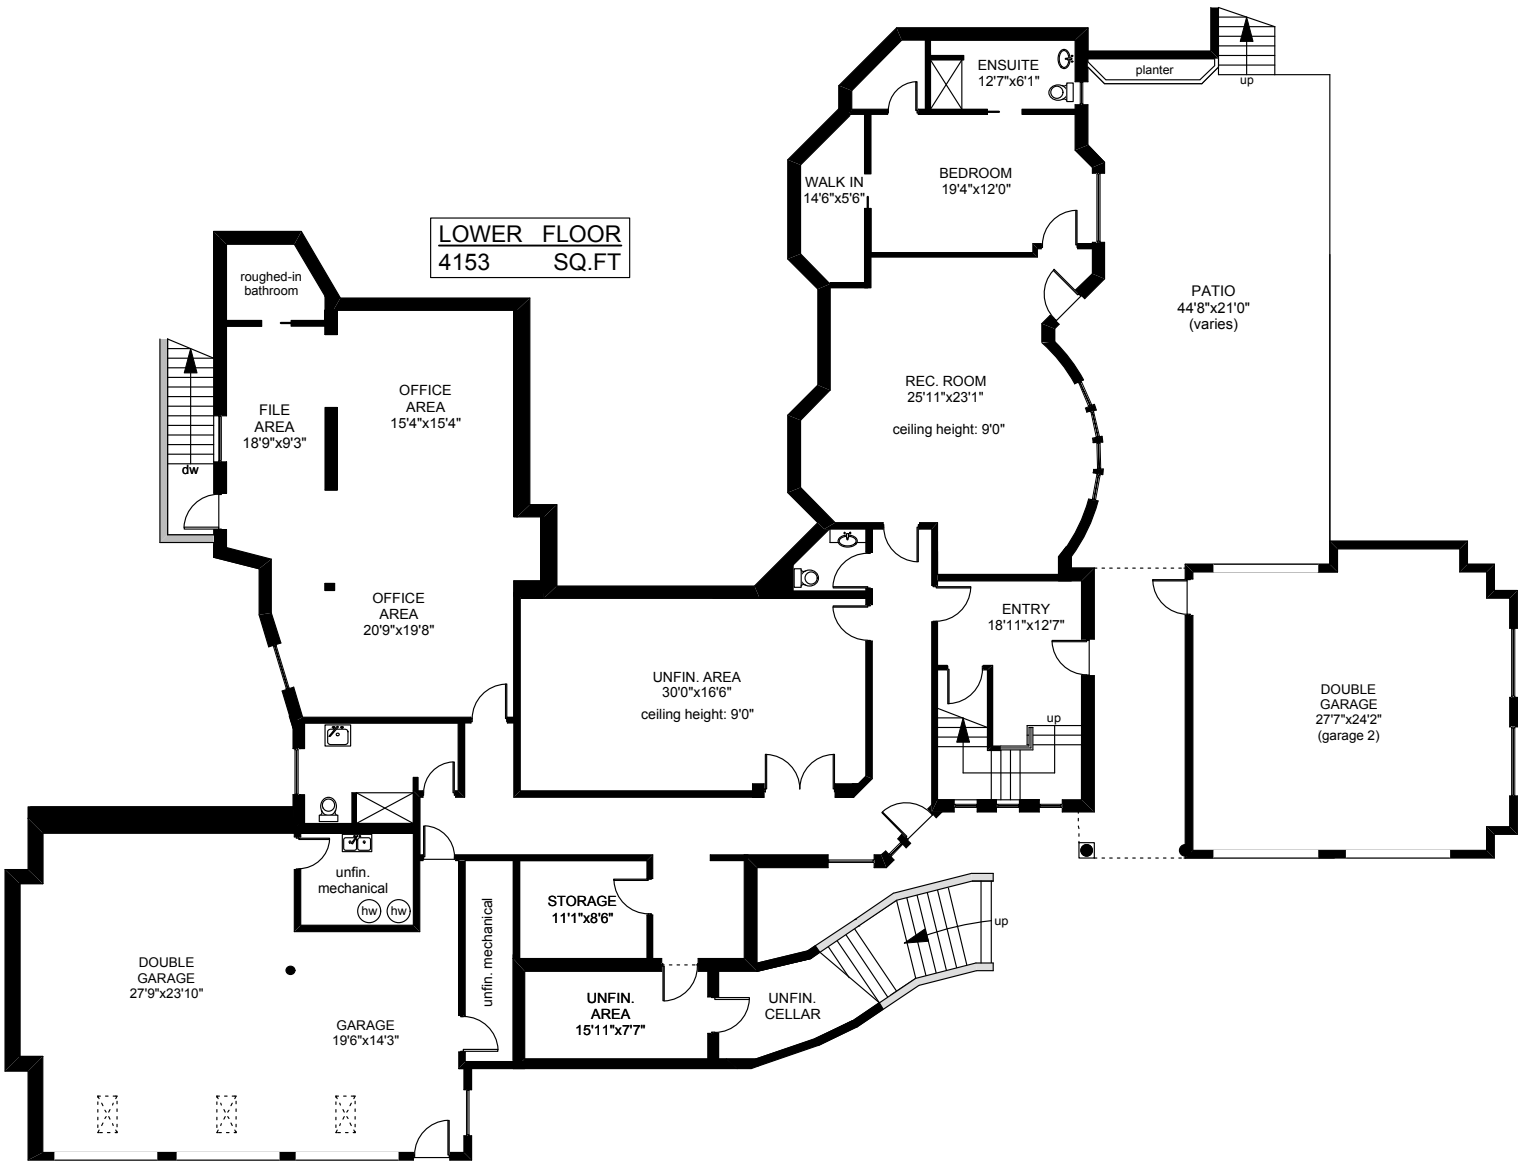 ENSUITE
12'7"x6'1"
planter
up
WALK IN
14'6"x5'6"
BEDROOM
19'4"x12'0"
LOWER FLOOR
4153 SQ.FT
roughed-in
bathroom
PATIO
44'8"x21'0"
(varies)
OFFICE
AREA
15'4"x15'4"
FILE
AREA
18'9"x9'3"
dw
REC. ROOM
25'11"x23'1"
ceiling height: 9'0"
OFFICE
AREA
20'9"x19'8"
ENTRY
18'11"x12'7"
UNFIN. AREA
30'0"x16'6"
ceiling height: 9'0"
up
DOUBLE
GARAGE
27'7"x24'2"
(garage 2)
unfin.
mechanical
hw
hw
unfin. mechanical
STORAGE
11'1"x8'6"
up
DOUBLE
GARAGE
27'9"x23'10"
GARAGE
19'6"x14'3"
UNFIN.
AREA
15'11"x7'7"
UNFIN.
CELLAR